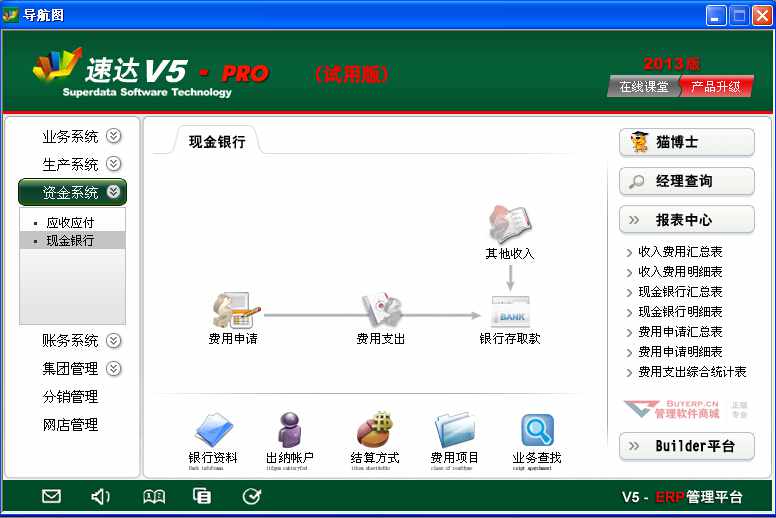 导航图
速达 V5 - PRO
(试用版)
Superdata Software Technology
2013版
在线课堂
产品升级
业务系统
生产系统
资金系统
应收应付
现金银行
账务系统
集团管理
分销管理
网店管理
现金银行
其他收入
费用申请
费用支出
BANK
银行存取款
银行资料
出纳帐户
结算方式
费用项目
业务查找
猫博士
经理查询
报表中心
收入费用汇总表
收入费用明细表
现金银行汇总表
现金银行明细表
费用申请汇总表
费用申请明细表
费用支出综合统计表
BUYERP.CN
管理软件商城
正版
专业
Builder平台
V5 - ERP管理平台